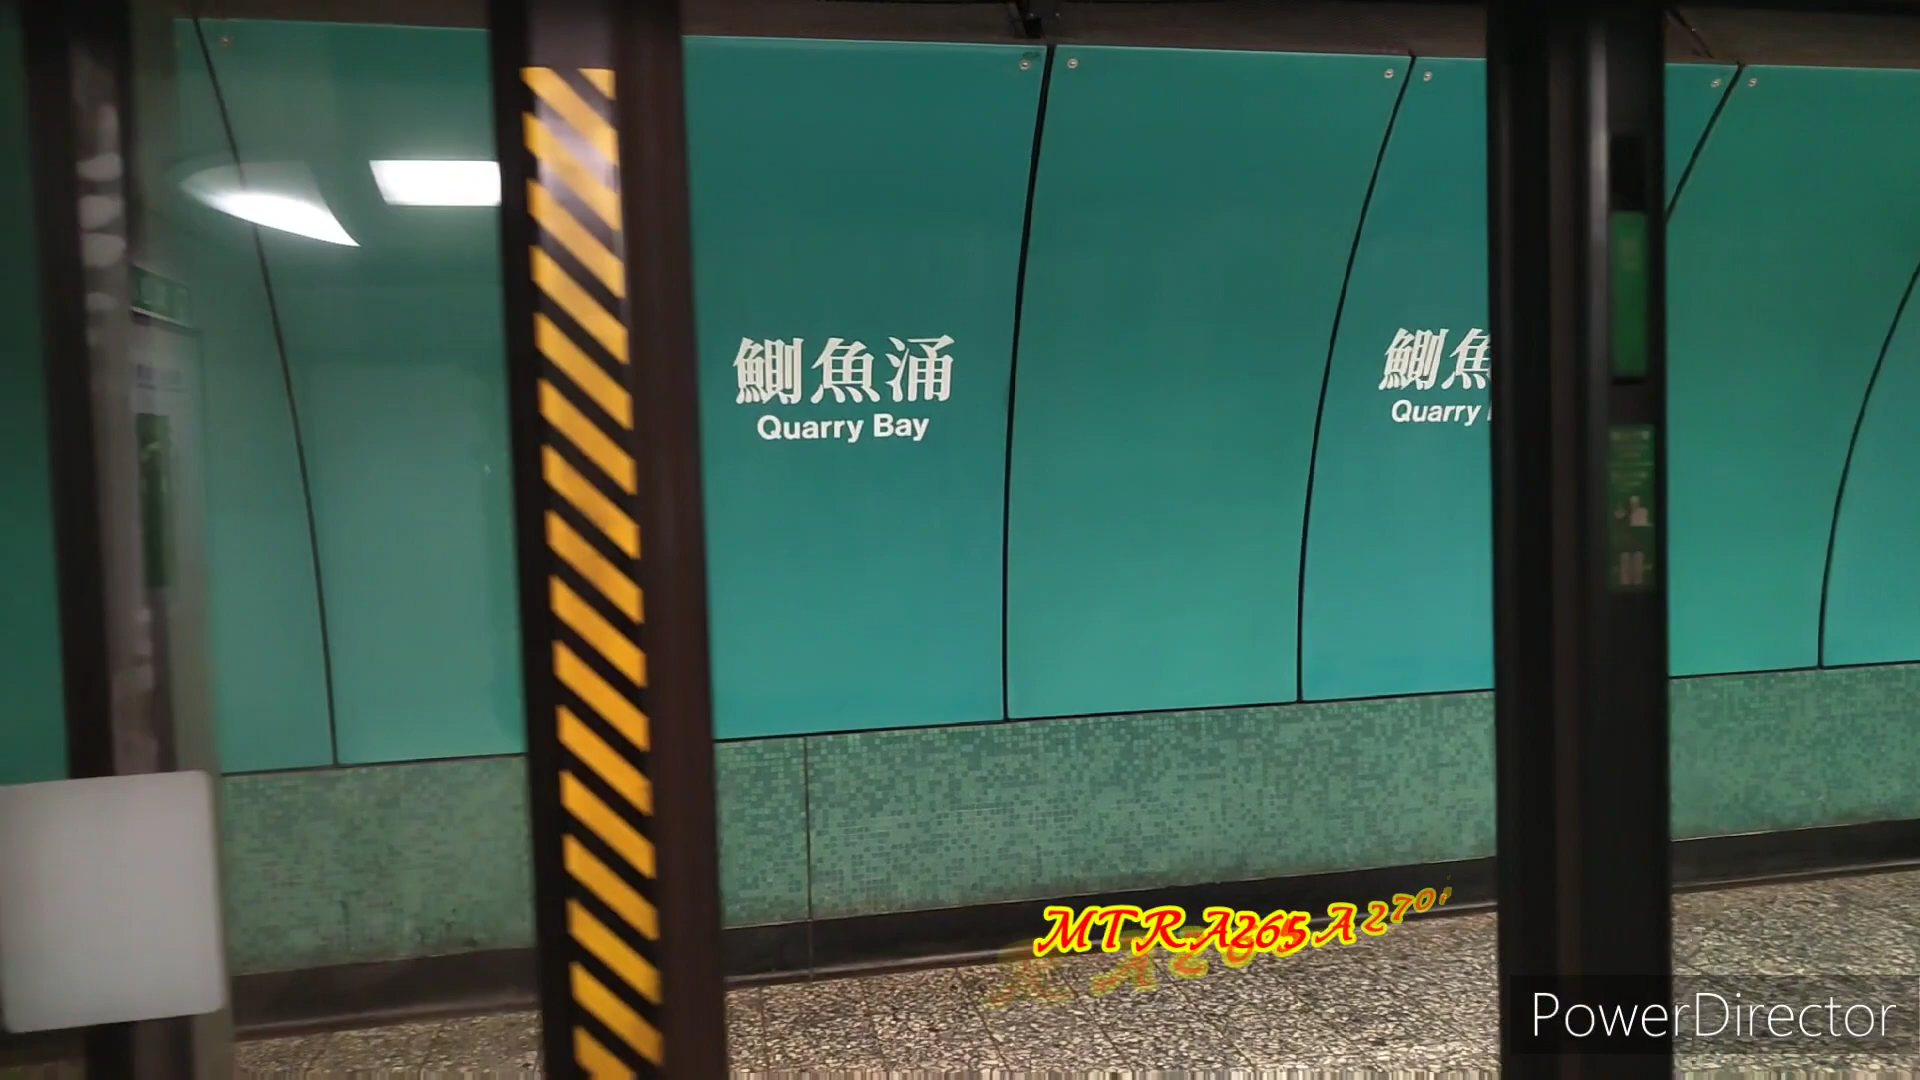 鰂魚涌
Quarry Bay
鰂魚
Quarry
MTR A265 A270
PowerDirector